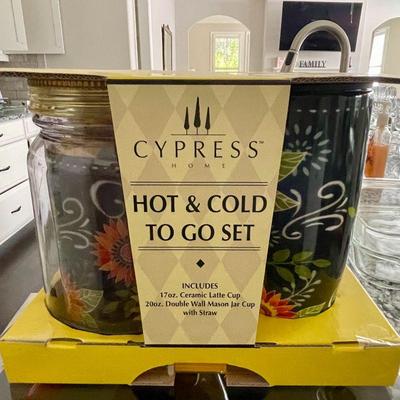 FAMILY
CYPRESS™
HOME
HOT & COLD
TO GO SET
INCLUDES
17oz. Ceramic Latte Cup
20oz. Double Wall Mason Jar Cup
with Straw